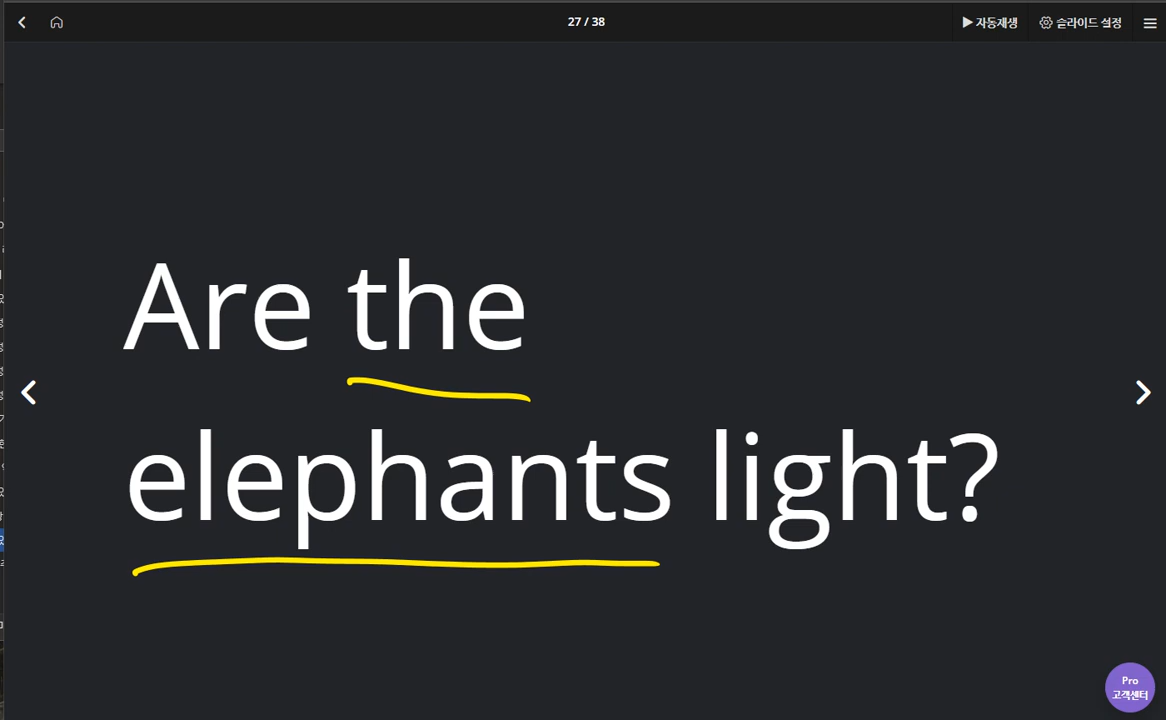 27 / 38
▶ 자동재생
슬라이드 설정
Are the
elephants light?
Pro
고객센터